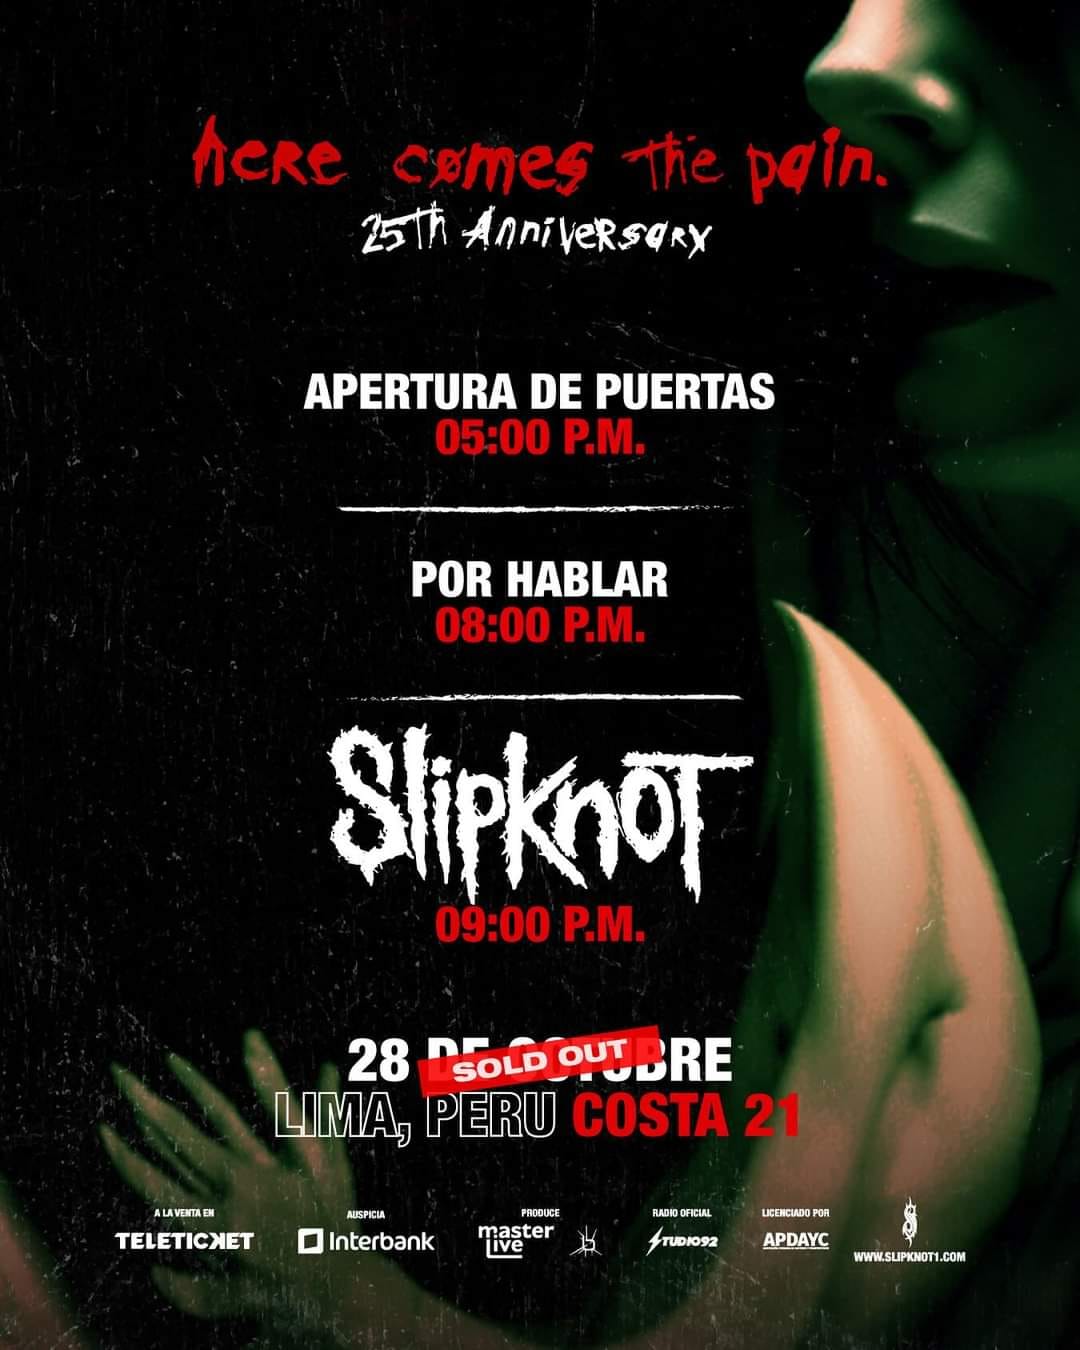 here comes the pain.
25th Anniversary
APERTURA DE PUERTAS
05:00 P.M.
POR HABLAR
08:00 P.M.
SLIPKNOT
09:00 P.M.
28 DE OCTUBRE
SOLD OUT
LIMA, PERU COSTA 21
A LA VENTA EN
TELETICKET
AUSPICIA
Interbank
PRODUCE
master
Live
RADIO OFICIAL
STUDIO92
LICENCIADO POR
APDAYC
WWW.SLIPKNOT1.COM